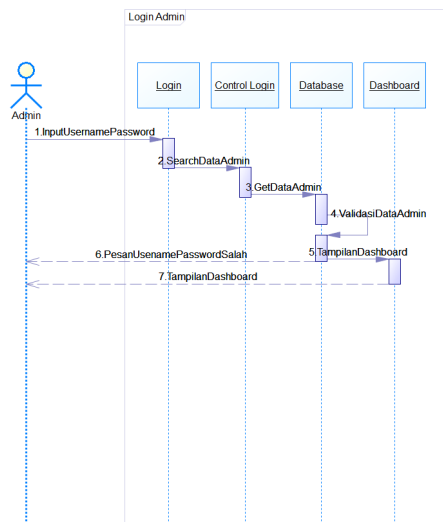 Login Admin
Login
Control Login
Database
Dashboard
Admin
1.InputUsernamePassword
2.SearchDataAdmin
3.GetDataAdmin
4.ValidasiDataAdmin
5.TampilanDashboard
6.PesanUsenamePasswordSalah
7.TampilanDashboard